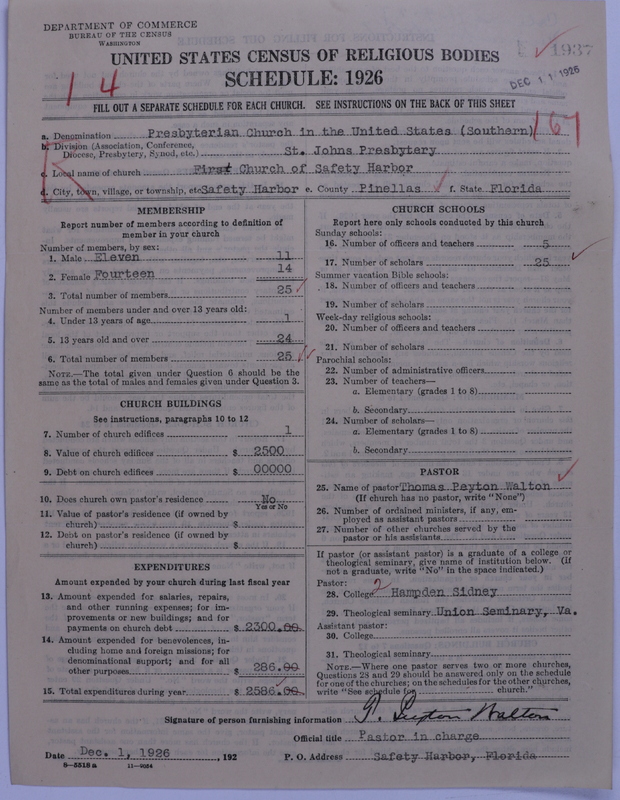 DEPARTMENT OF COMMERCE
BUREAU OF THE CENSUS
WASHINGTON
UNITED STATES CENSUS OF RELIGIOUS BODIES
SCHEDULE: 1926
1937
DEC 11 1926
14
FILL OUT A SEPARATE SCHEDULE FOR EACH CHURCH. SEE INSTRUCTIONS ON THE BACK OF THIS SHEET
167
a. Denomination Presbyterian Church in the United States (Southern)
b. Division (Association, Conference, Diocese, Presbytery, Synod, etc.) St. Johns Presbytery
c. Local name of church First Church of Safety Harbor
d. City, town, village, or township, etc. Safety Harbor e. County Pinellas f. State Florida
MEMBERSHIP
Report number of members according to definition of
member in your church
Number of members, by sex:
1. Male Eleven 11
2. Female Fourteen 14
3. Total number of members 25
Number of members under and over 13 years old:
4. Under 13 years of age 1
5. 13 years old and over 24
6. Total number of members 25
NOTE.—The total given under Question 6 should be
same as the total of males and females given under Question 3.
CHURCH BUILDINGS
See instructions, paragraphs 10 to 12
7. Number of church edifices 1
8. Value of church edifices $ 2500
9. Debt on church edifices $ 00000
10. Does church own pastor's residence No
Yes or No
11. Value of pastor's residence (if owned by
church) $
12. Debt on pastor's residence (if owned by
church) $
EXPENDITURES
Amount expended by your church during last fiscal year
13. Amount expended for salaries, repairs,
and other running expenses; for im-
provements or new buildings; and for
payments on church debt $ 2300.00
14. Amount expended for benevolences, in-
cluding home and foreign missions; for
denominational support; and for all
other purposes $ 286.00
15. Total expenditures during year $ 2586.00
CHURCH SCHOOLS
Report here only schools conducted by this church
Sunday schools:
16. Number of officers and teachers 5
17. Number of scholars 25
Summer vacation Bible schools:
18. Number of officers and teachers
19. Number of scholars
Week-day religious schools:
20. Number of officers and teachers
21. Number of scholars
Parochial schools:
22. Number of administrative officers
23. Number of teachers—
a. Elementary (grades 1 to 8)
b. Secondary
24. Number of scholars—
a. Elementary (grades 1 to 8)
b. Secondary
PASTOR
25. Name of pastor Thomas Peyton Walton
(If church has no pastor, write "None")
26. Number of ordained ministers, if any, em-
ployed as assistant pastors
27. Number of other churches served by the
pastor or his assistants
If pastor (or assistant pastor) is a graduate of a college or
theological seminary, give name of institution below. (If
not a graduate, write "No" in the space indicated.)
Pastor:
28. College 2 Hampden Sidney
29. Theological seminary Union Seminary, Va.
Assistant pastor:
30. College
31. Theological seminary
NOTE.—Where one pastor serves two or more churches,
Questions 28 and 29 should be answered only on the schedule
for one of the churches; on the schedules for the other churches,
write "See schedule for church."
Signature of person furnishing information T. Peyton Walton
Official title Pastor in charge
Date Dec. 1, 1926, 192 P. O. Address Safety Harbor, Florida
8-5515 a 11-9034